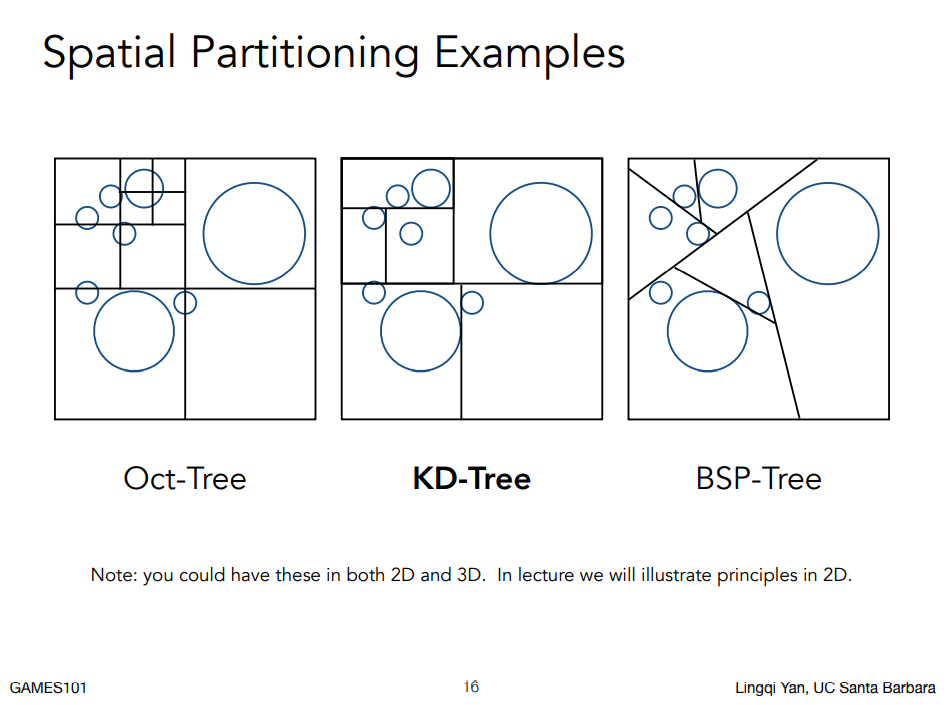 Spatial Partitioning Examples
Oct-Tree
KD-Tree
BSP-Tree
Note: you could have these in both 2D and 3D. In lecture we will illustrate principles in 2D.
GAMES101
16
Lingqi Yan, UC Santa Barbara